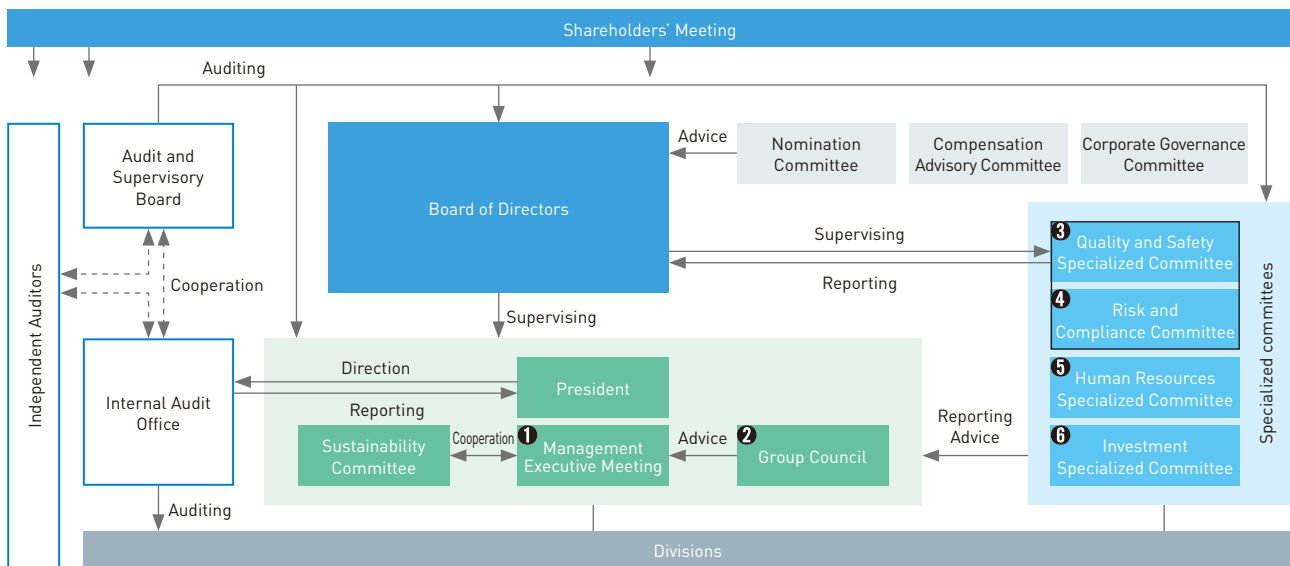 Shareholders' Meeting
Auditing
Independent Auditors
Audit and
Supervisory
Board
Board of Directors
Advice
Nomination
Committee
Compensation
Advisory Committee
Corporate Governance
Committee
Cooperation
Supervising
Reporting
3
Quality and Safety
Specialized Committee
4
Risk and
Compliance Committee
5
Human Resources
Specialized Committee
6
Investment
Specialized Committee
Specialized committees
Supervising
Internal Audit
Office
Direction
Reporting
President
Sustainability
Committee
Cooperation
1
Management
Executive Meeting
Advice
2
Group Council
Reporting
Advice
Auditing
Divisions